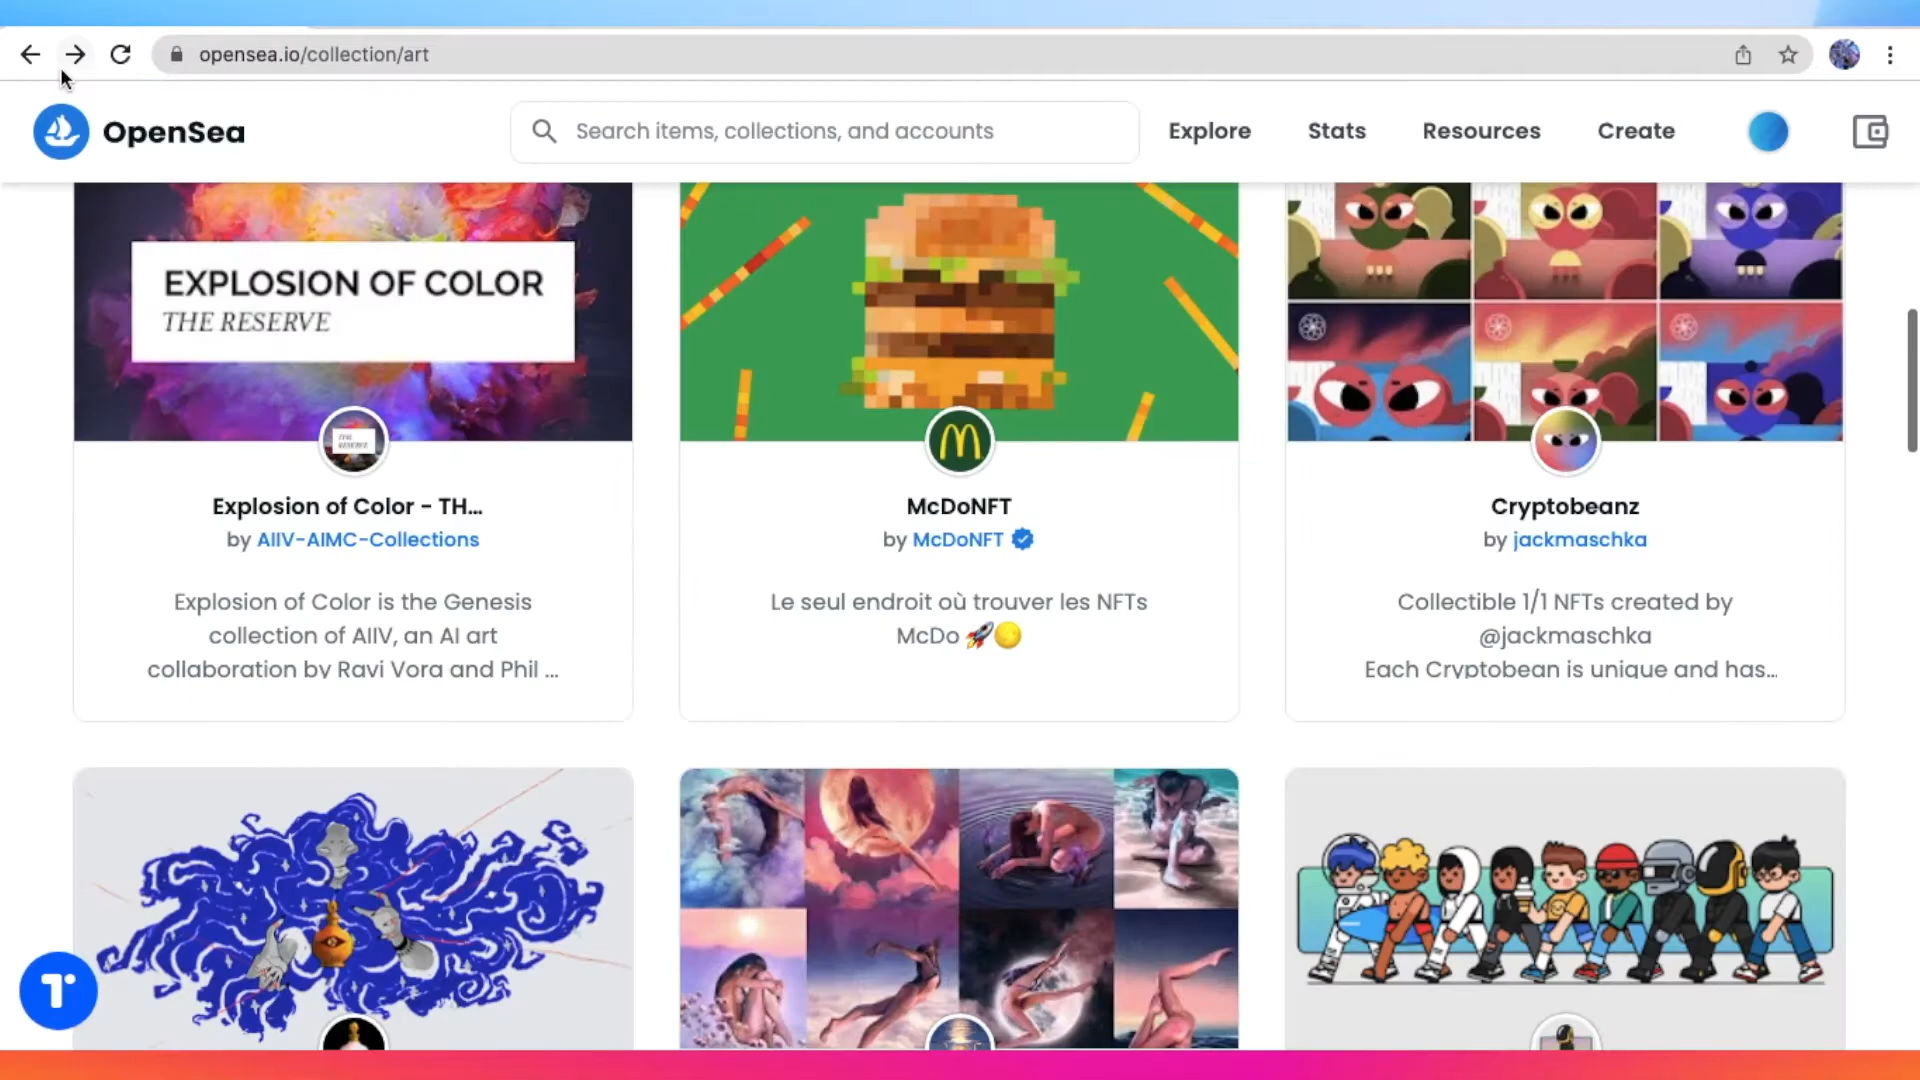 opensea.io/collection/art
OpenSea
Search items, collections, and accounts
Explore
Stats
Resources
Create
EXPLOSION OF COLOR
THE RESERVE
THE
RESERVE
Explosion of Color - TH...
by AIIV-AIMC-Collections
Explosion of Color is the Genesis
collection of AIIV, an AI art
collaboration by Ravi Vora and Phil ...
McDoNFT
by McDoNFT
Le seul endroit où trouver les NFTs
McDo 🚀🌕
Cryptobeanz
by jackmaschka
Collectible 1/1 NFTs created by
@jackmaschka
Each Cryptobean is unique and has...